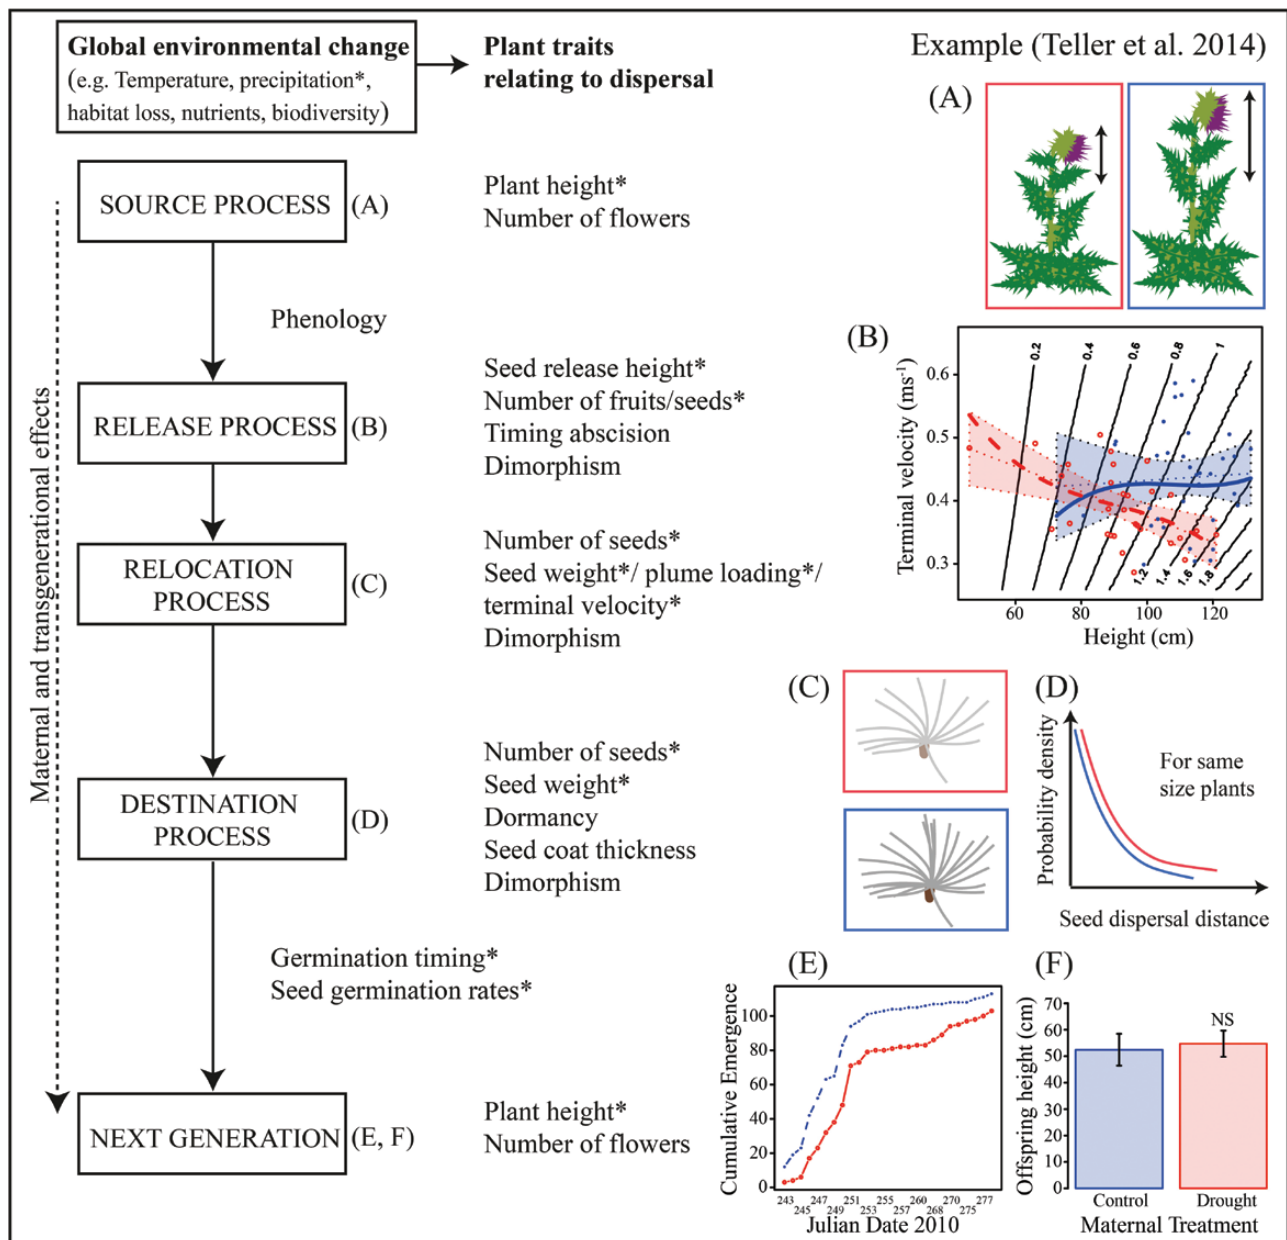 Global environmental change
(e.g. Temperature, precipitation*,
habitat loss, nutrients, biodiversity)
Plant traits
relating to dispersal
Example (Teller et al. 2014)
Maternal and transgenerational effects
SOURCE PROCESS
(A)
Plant height*
Number of flowers
Phenology
RELEASE PROCESS
(B)
Seed release height*
Number of fruits/seeds*
Timing abscision
Dimorphism
RELOCATION
PROCESS
(C)
Number of seeds*
Seed weight*/ plume loading*/
terminal velocity*
Dimorphism
DESTINATION
PROCESS
(D)
Number of seeds*
Seed weight*
Dormancy
Seed coat thickness
Dimorphism
Germination timing*
Seed germination rates*
NEXT GENERATION
(E, F)
Plant height*
Number of flowers
(A)
(B)
Terminal velocity (ms⁻¹)
0.6
0.5
0.4
0.3
0.2
0.4
0.6
0.8
1
1.2
1.4
1.6
1.8
60
80
100
120
Height (cm)
(C)
(D)
Probability density
For same
size plants
Seed dispersal distance
(E)
Cumulative Emergence
100
80
60
40
20
0
243
245
247
249
251
253
255
257
260
268
270
275
277
Julian Date 2010
(F)
Offspring height (cm)
70
60
50
40
30
20
10
0
NS
Control
Drought
Maternal Treatment